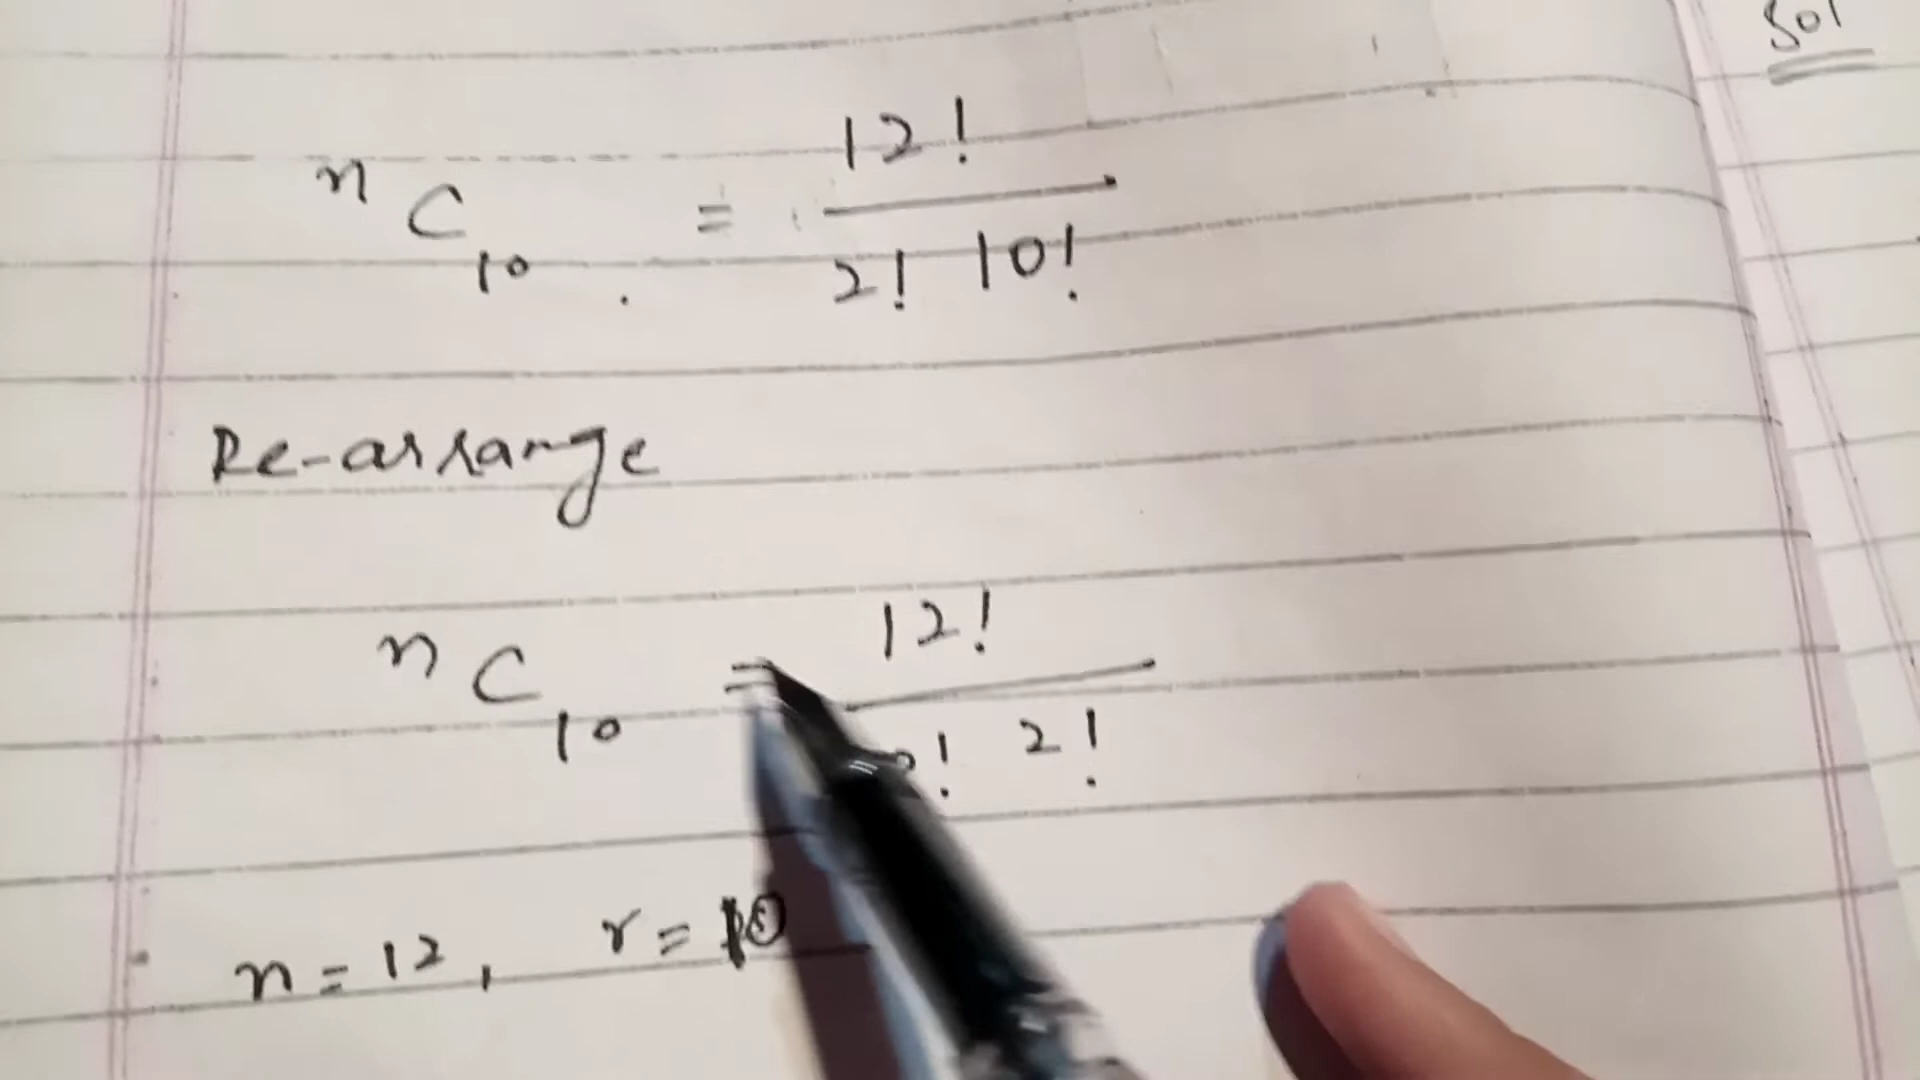 Sol
nC10 = 12!
2! 10!
Re-arrange
nC10 = 12!
! 2!
n = 12, r = 10